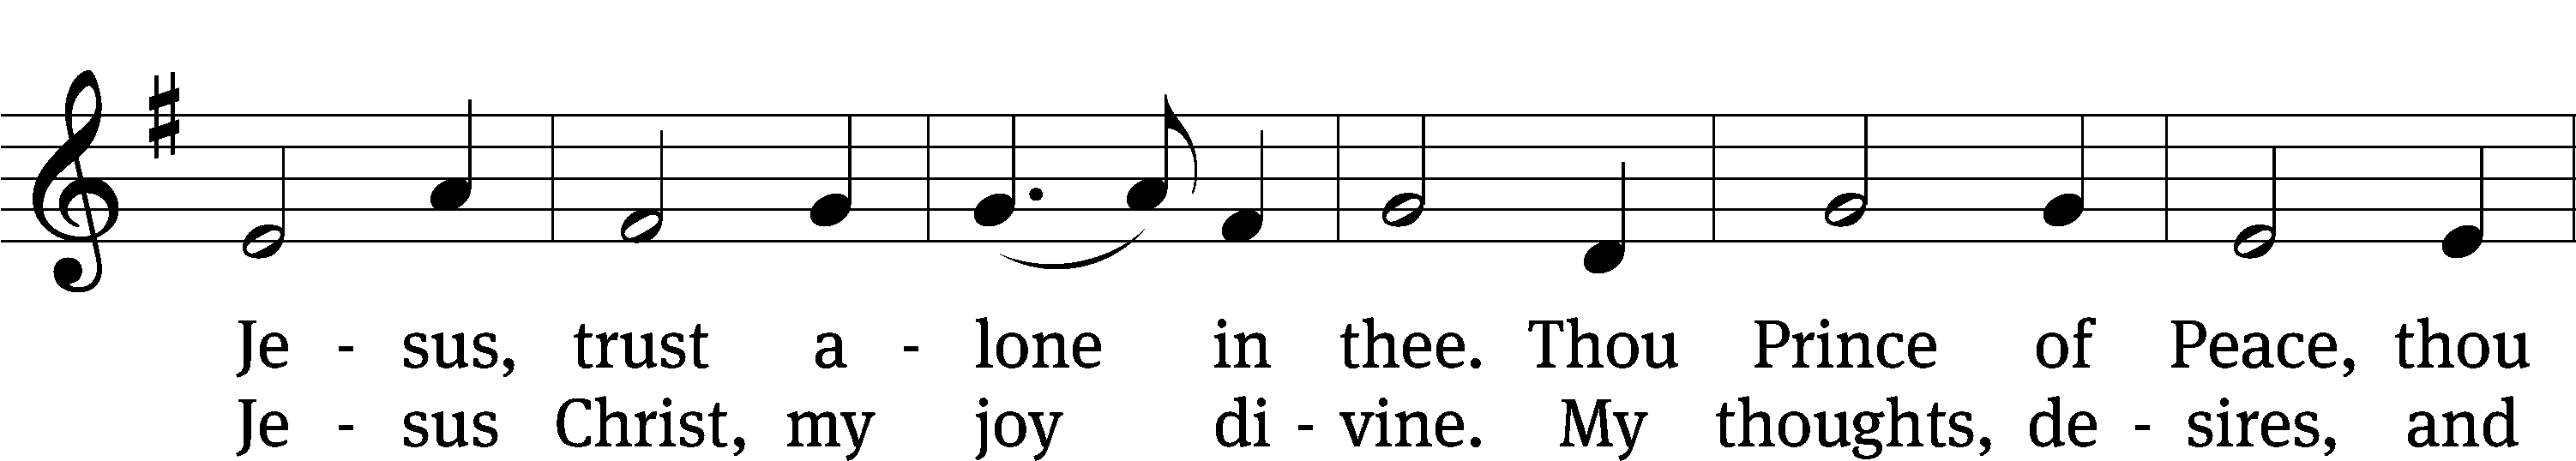 Je - sus, trust a - lone in thee. Thou Prince of Peace, thou
Je - sus Christ, my joy di - vine. My thoughts, de - sires, and